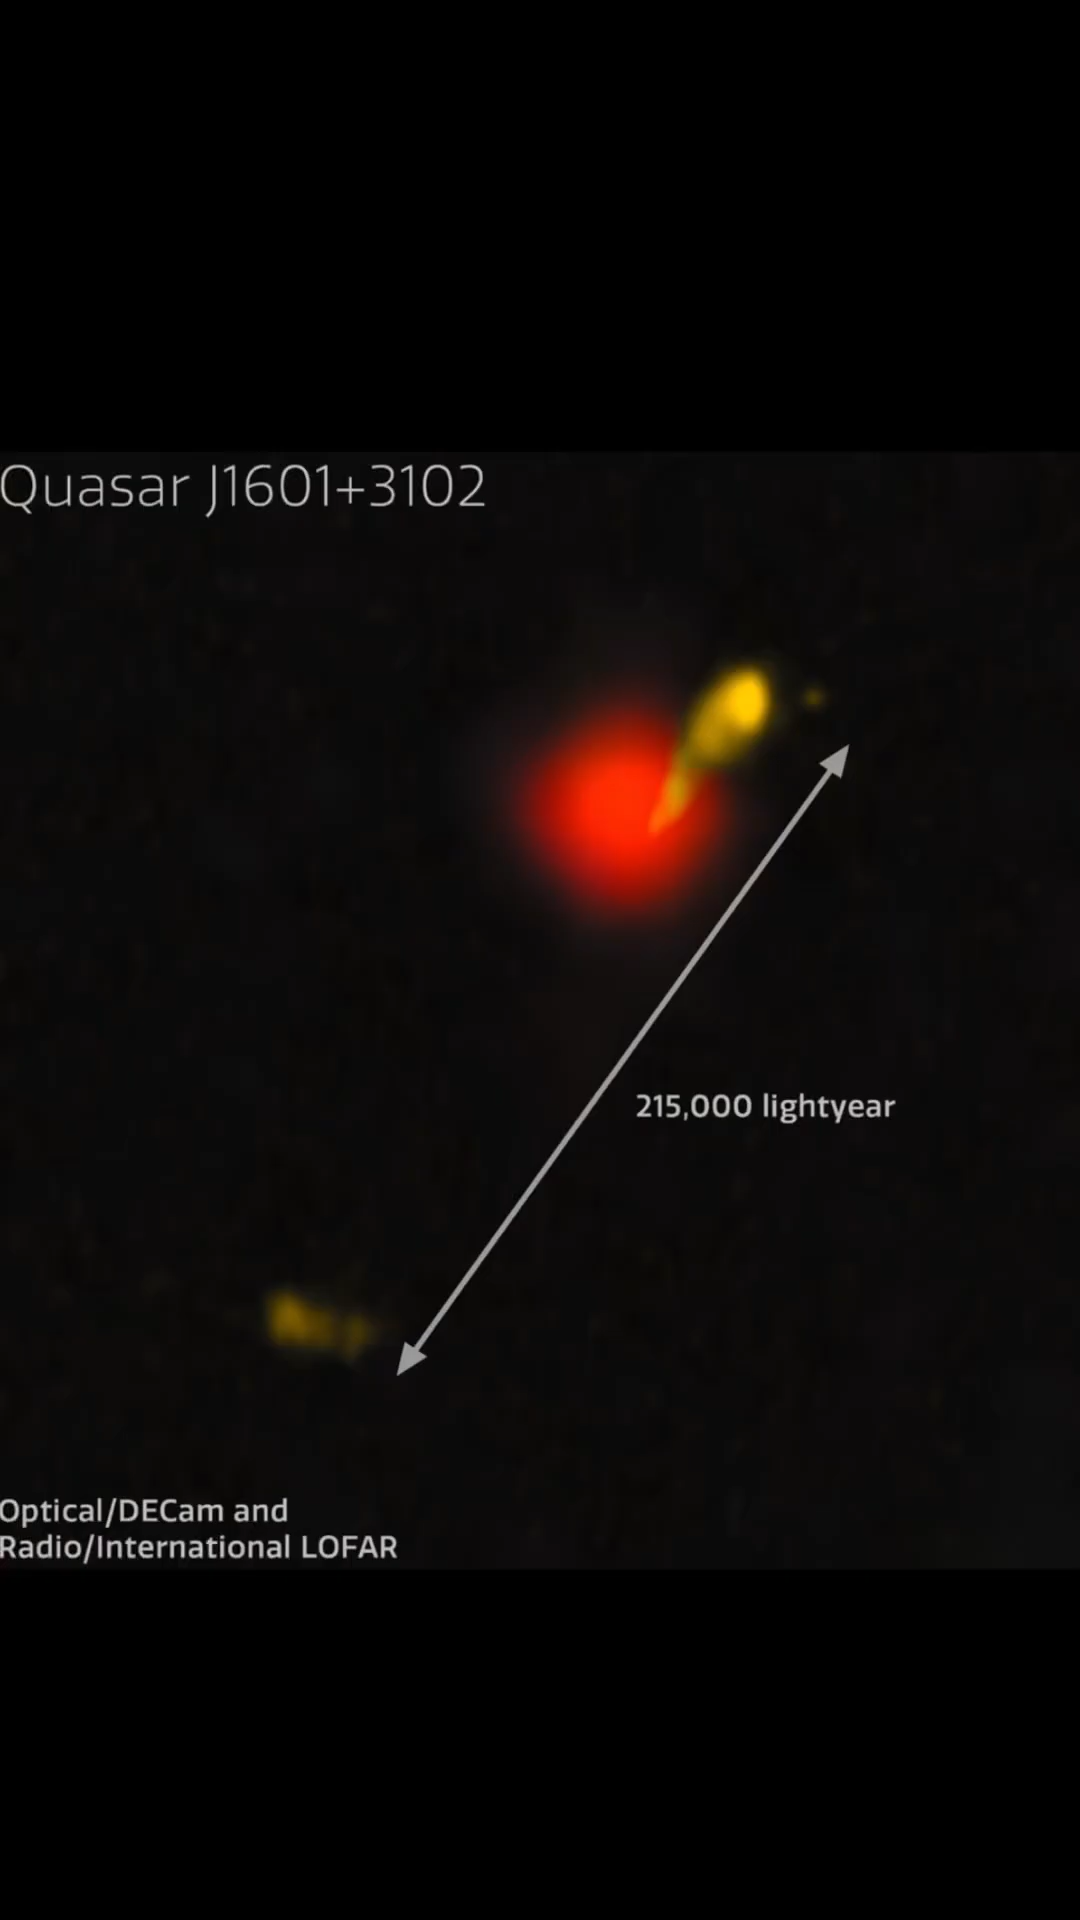 Quasar J1601+3102
215,000 lightyear
Optical/DECam and
Radio/International LOFAR